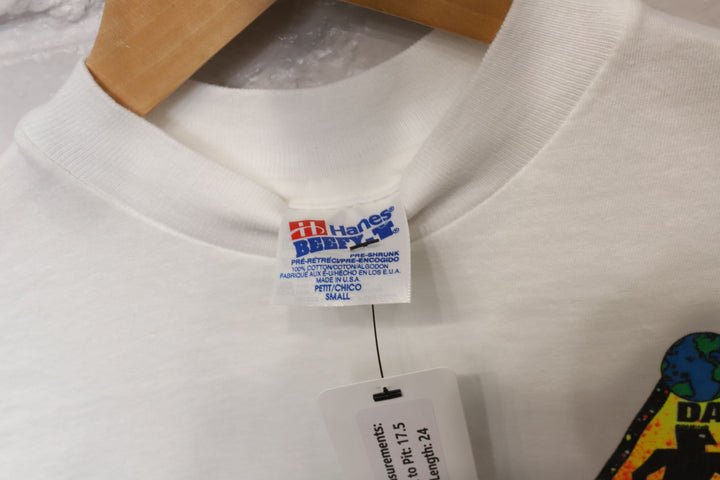 Hanes®
BEEFY-T®
PRE-SHRUNK
PRÉ-RÉTRÉCI/PRE-ENCOGIDO
100% COTTON/COTON/ALGODON
FABRIQUÉ AUX É-U/HECHO EN LOS E.U.A.
MADE IN U.S.A.
PETIT/CHICO
SMALL
surements:
to Pit: 17.5
Length: 24
DA